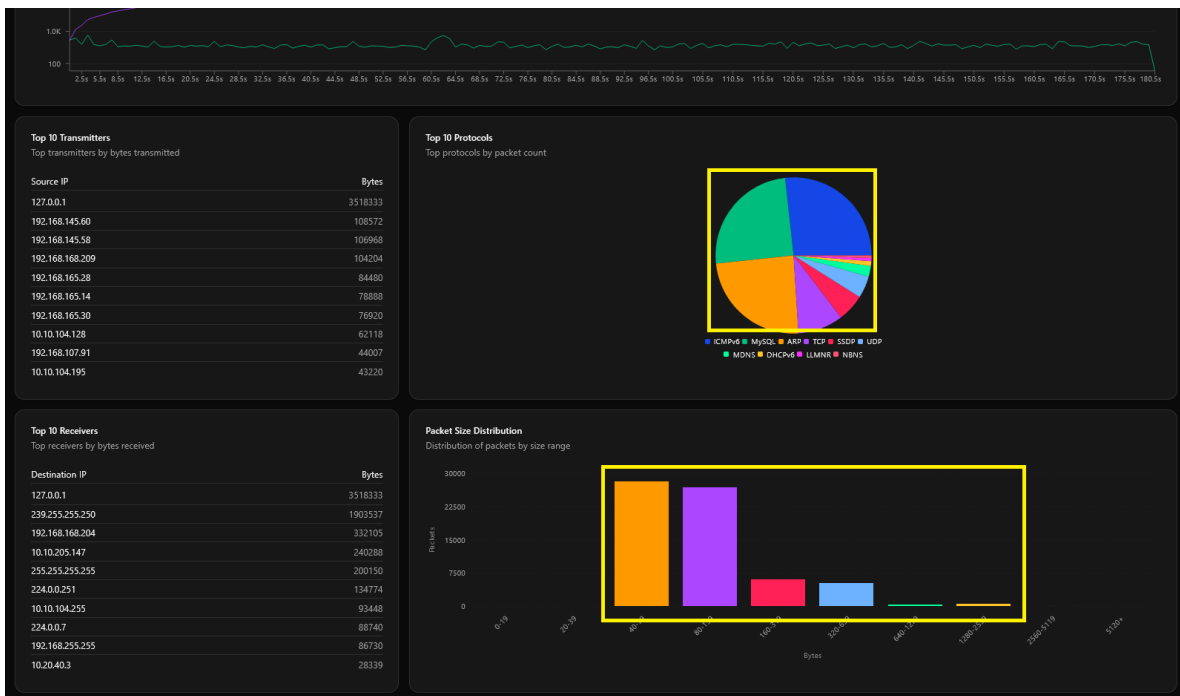 1.0K
100
2.5s 5.5s 8.5s 12.5s 16.5s 20.5s 24.5s 28.5s 32.5s 36.5s 40.5s 44.5s 48.5s 52.5s 56.5s 60.5s 64.5s 68.5s 72.5s 76.5s 80.5s 84.5s 88.5s 92.5s 96.5s 100.5s 105.5s 110.5s 115.5s 120.5s 125.5s 130.5s 135.5s 140.5s 145.5s 150.5s 155.5s 160.5s 165.5s 170.5s 175.5s 180.5s
Top 10 Transmitters
Top transmitters by bytes transmitted
Source IP Bytes
127.0.0.1 3518333
192.168.145.60 108572
192.168.145.58 106968
192.168.168.209 104204
192.168.165.28 84480
192.168.165.14 78888
192.168.165.30 76920
10.10.104.128 62118
192.168.107.91 44007
10.10.104.195 43220
Top 10 Protocols
Top protocols by packet count
ICMPv6 MySQL ARP TCP SSDP UDP
MDNS DHCPv6 LLMNR NBNS
Top 10 Receivers
Top receivers by bytes received
Destination IP Bytes
127.0.0.1 3518333
239.255.255.250 1903537
192.168.168.204 332105
10.10.205.147 240288
255.255.255.255 200150
224.0.0.251 134774
10.10.104.255 93448
224.0.0.7 88740
192.168.255.255 86730
10.20.40.3 28339
Packet Size Distribution
Distribution of packets by size range
30000
22500
15000
7500
0
Packets
0-19 20-39 2560-5119 5120+
Bytes